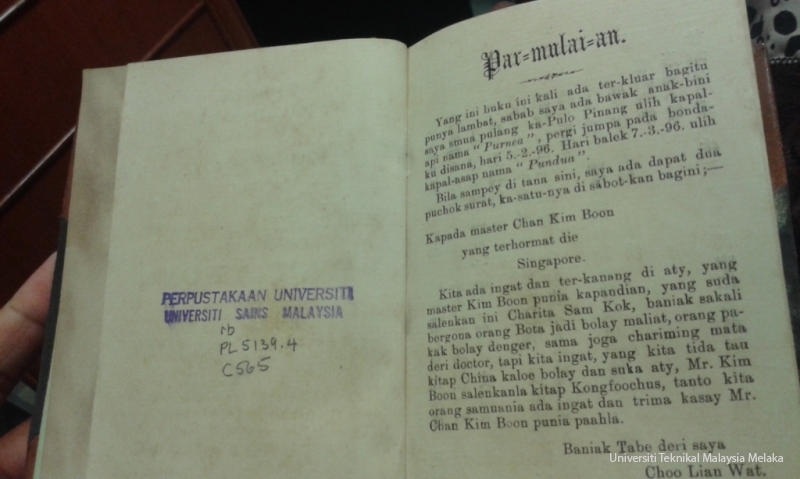 PERPUSTAKAAN UNIVERSITI
UNIVERSITI SAINS MALAYSIA
rb
PL5139.4
C565
Par=mulai=an.
Yang ini buku ini kali ada ter-kluar bagitu
punya lambat, sabab saya ada bawak anak-bini
saya smua pulang ka-Pulo Pinang ulih kapal-
api nama "Purnea", pergi jumpa pada bonda-
ku disana, hari 5.-2.-96. Hari balek 7.-3.-96. ulih
kapal-asap nama "Pundua".
Bila sampey di tana sini, saya ada dapat dua
puchok surat, ka-satu-nya di sabot-kan bagini;—
Kapada master Chan Kim Boon
yang terhormat die
Singapore.
Kita ada ingat dan ter-kanang di aty, yang
master Kim Boon punia kapandian, yang suda
salenkan ini Charita Sam Kok, baniak sakali
bergona orang Bota jadi bolay maliat, orang pa-
kak bolay denger, sama joga chariming mata
deri doctor, tapi kita ingat, yang kita tida tau
kitap China kaloe bolay dan suka aty, Mr. Kim
Boon salenkanla kitap Kongfoochus, tanto kita
orang samuania ada ingat dan trima kasay Mr.
Chan Kim Boon punia paahla.
Baniak Tabe deri saya
Choo Lian Wat.
Universiti Teknikal Malaysia Melaka